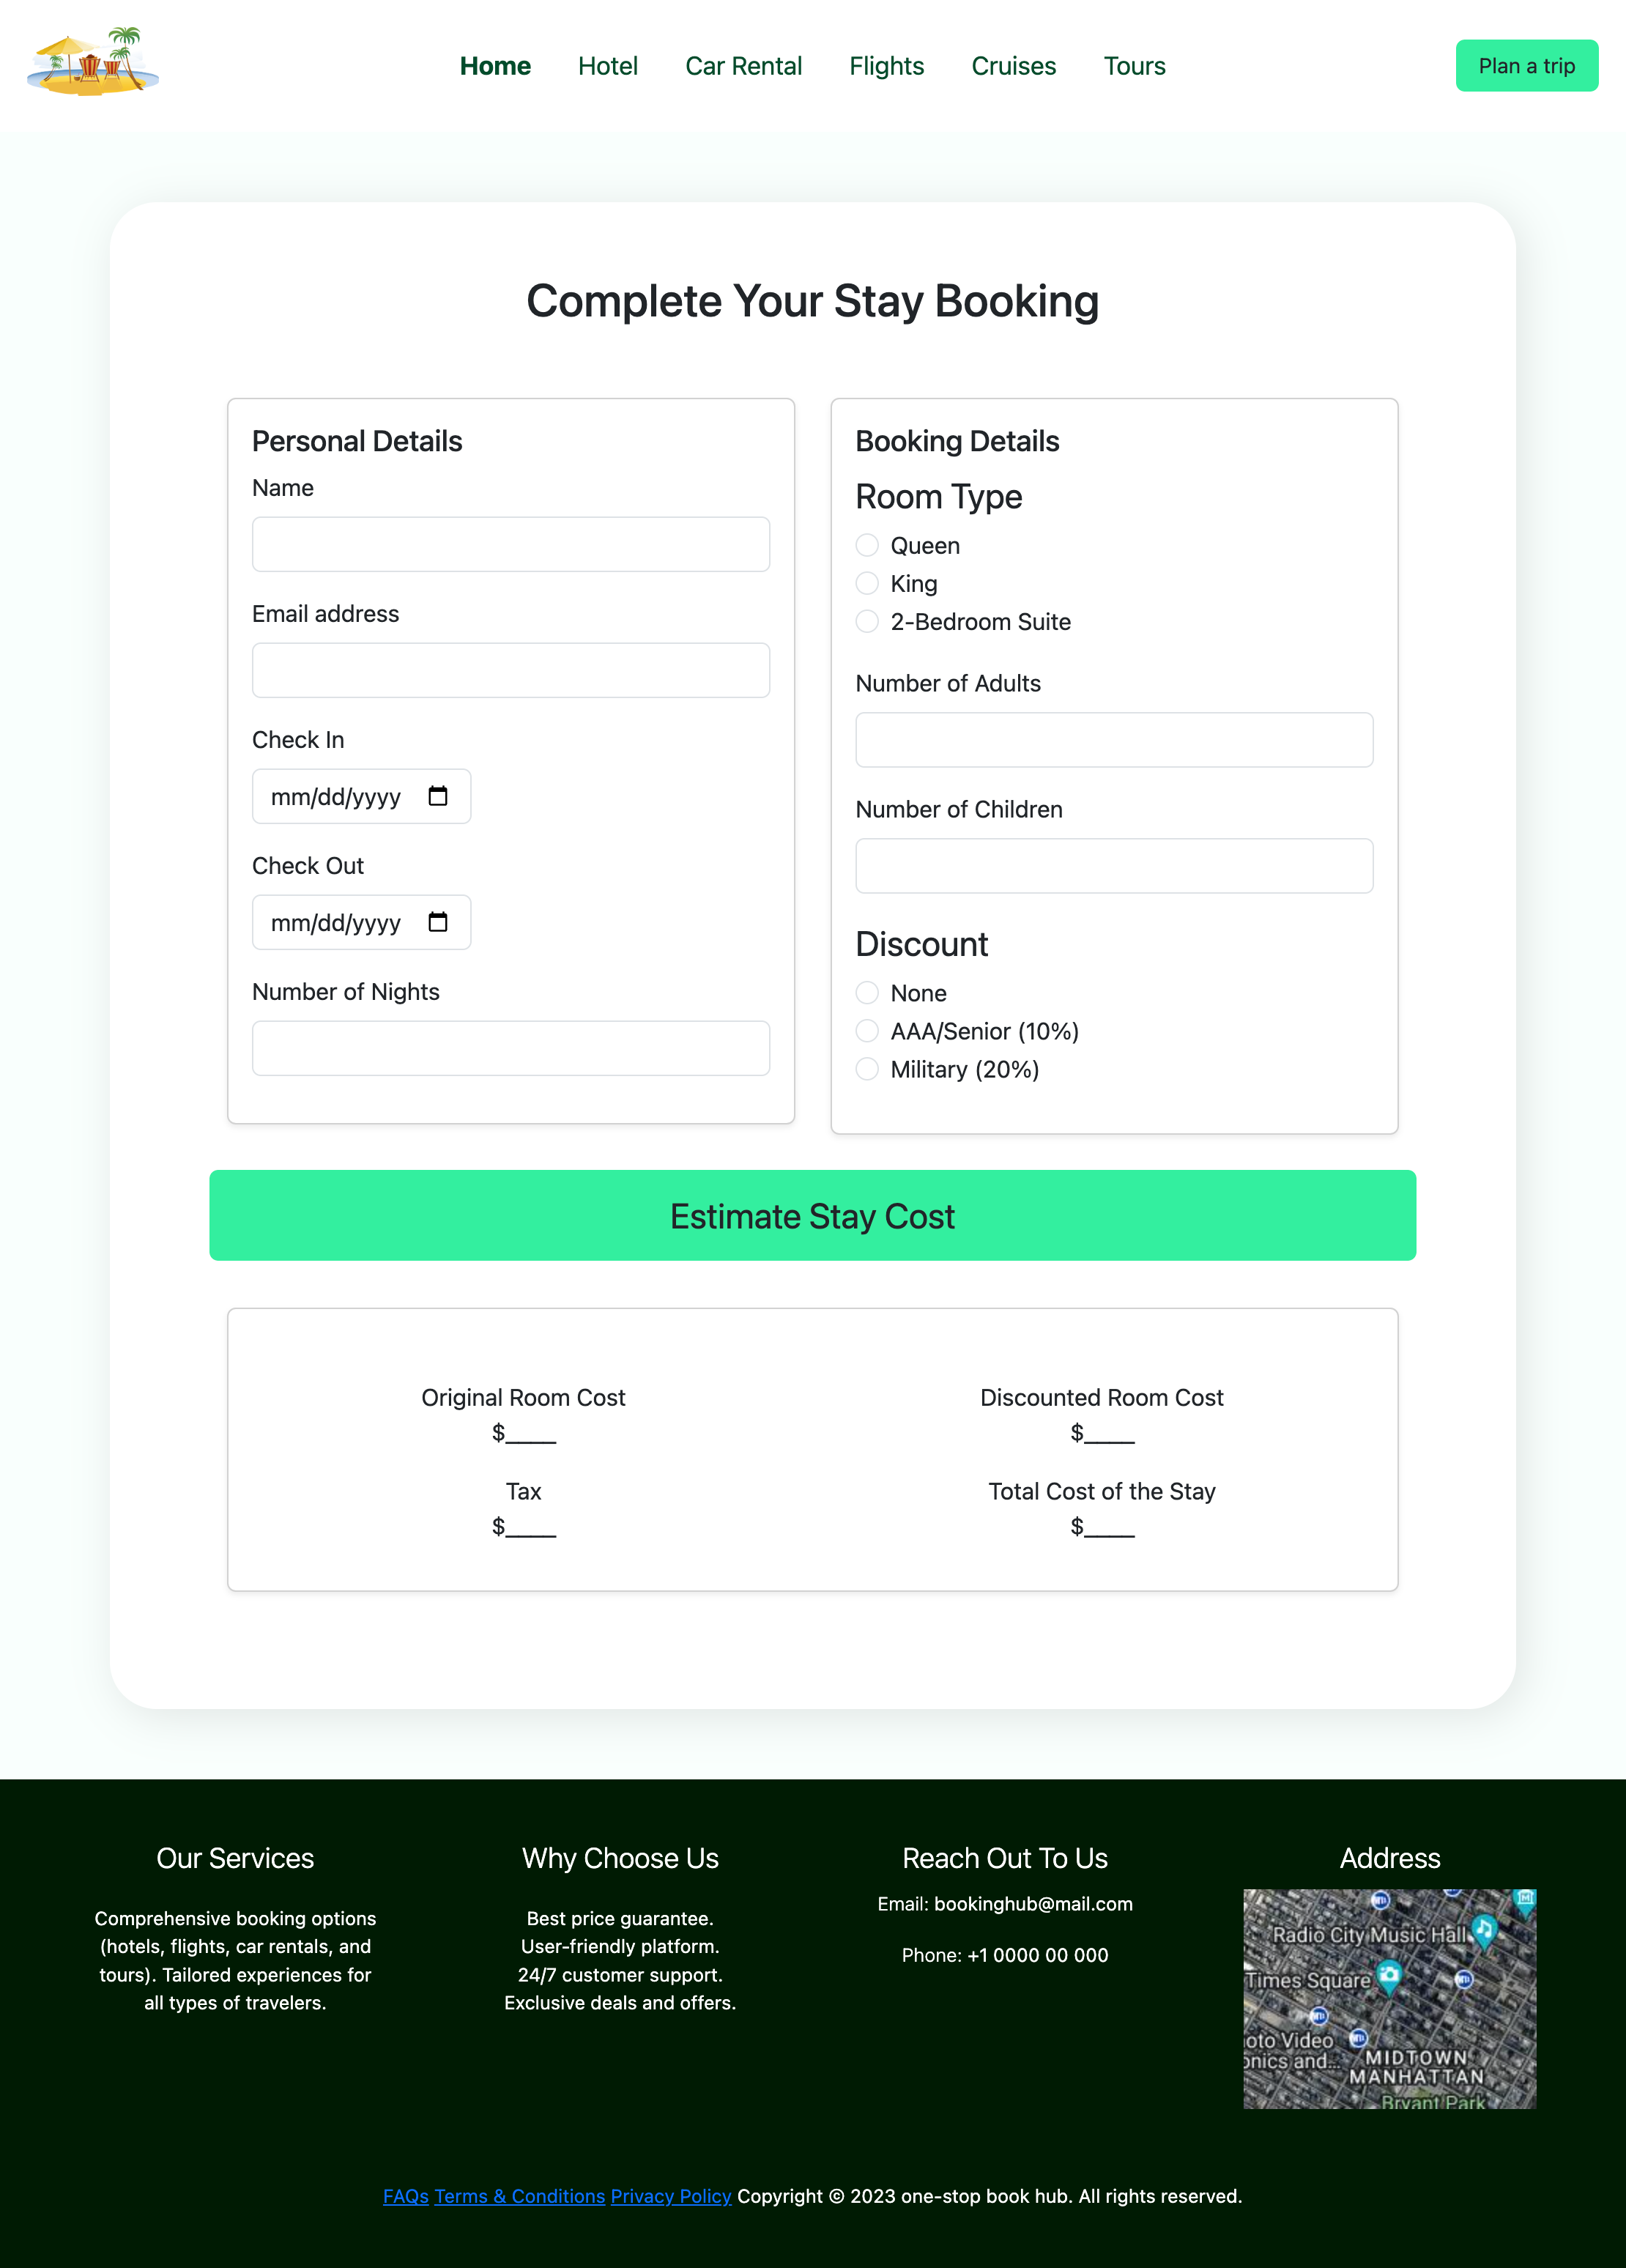 Home Hotel Car Rental Flights Cruises Tours Plan a trip
Complete Your Stay Booking
Personal Details
Name
Email address
Check In
mm/dd/yyyy
Check Out
mm/dd/yyyy
Number of Nights
Booking Details
Room Type
Queen
King
2-Bedroom Suite
Number of Adults
Number of Children
Discount
None
AAA/Senior (10%)
Military (20%)
Estimate Stay Cost
Original Room Cost
$____
Discounted Room Cost
$____
Tax
$____
Total Cost of the Stay
$____
Our Services
Comprehensive booking options
(hotels, flights, car rentals, and
tours). Tailored experiences for
all types of travelers.
Why Choose Us
Best price guarantee.
User-friendly platform.
24/7 customer support.
Exclusive deals and offers.
Reach Out To Us
Email: bookinghub@mail.com
Phone: +1 0000 00 000
Address
Radio City Music Hall
Times Square
oto Video
onics and...
MIDTOWN
MANHATTAN
Bryant Park
FAQs Terms & Conditions Privacy Policy Copyright © 2023 one-stop book hub. All rights reserved.